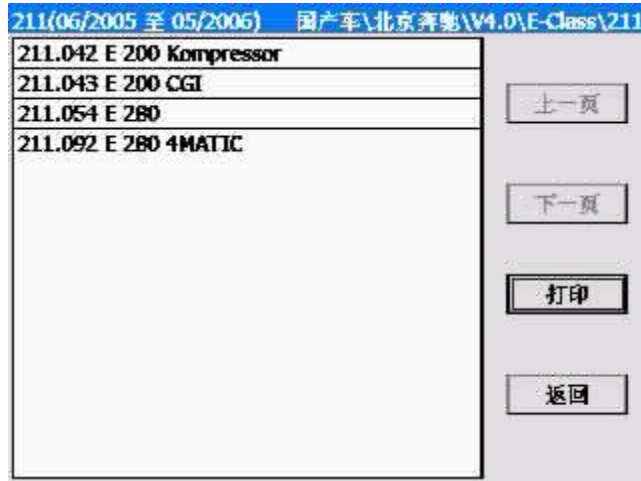 211(06/2005 至 05/2006) 国产车\北京奔驰\V4.0\E-Class\211
211.042 E 200 Kompressor
211.043 E 200 CGI
211.054 E 280
211.092 E 280 4MATIC
上一页
下一页
打印
返回